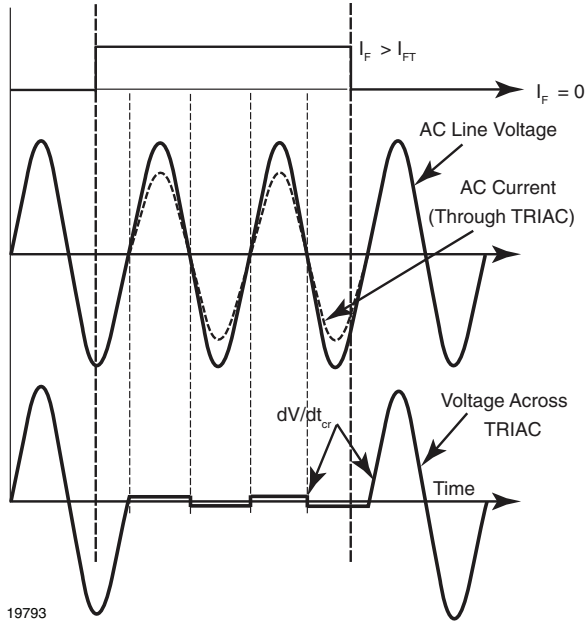 I_F > I_FT
I_F = 0
AC Line Voltage
AC Current
(Through TRIAC)
dV/dt_cr
Voltage Across
TRIAC
Time
19793